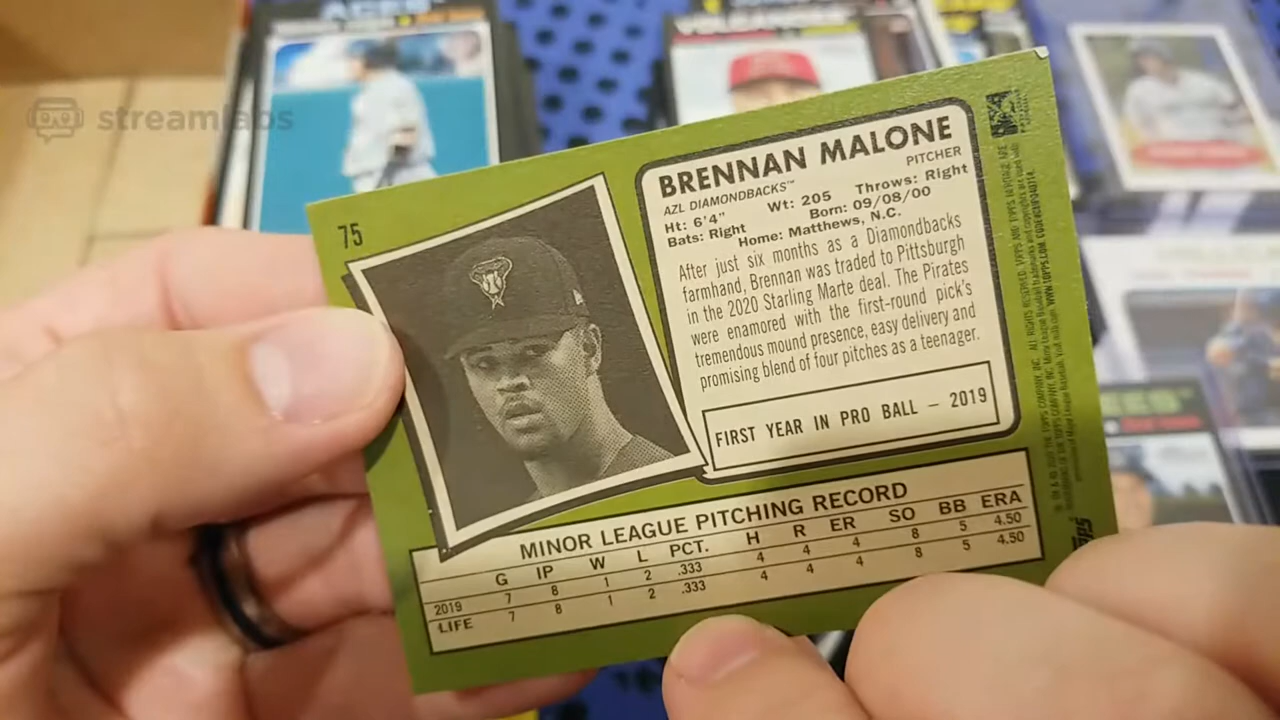 streamlabs
ACES
75
BRENNAN MALONE
PITCHER
AZL DIAMONDBACKS™
Ht: 6'4" Wt: 205 Throws: Right
Bats: Right Born: 09/08/00
Home: Matthews, N.C.
After just six months as a Diamondbacks
farmhand, Brennan was traded to Pittsburgh
in the 2020 Starling Marte deal. The Pirates
were enamored with the first-round pick's
tremendous mound presence, easy delivery and
promising blend of four pitches as a teenager.
FIRST YEAR IN PRO BALL – 2019
MINOR LEAGUE PITCHING RECORD
G IP W L PCT. H R ER SO BB ERA
2019 7 8 1 2 .333 4 4 4 8 5 4.50
LIFE 7 8 1 2 .333 4 4 4 8 5 4.50
Topps